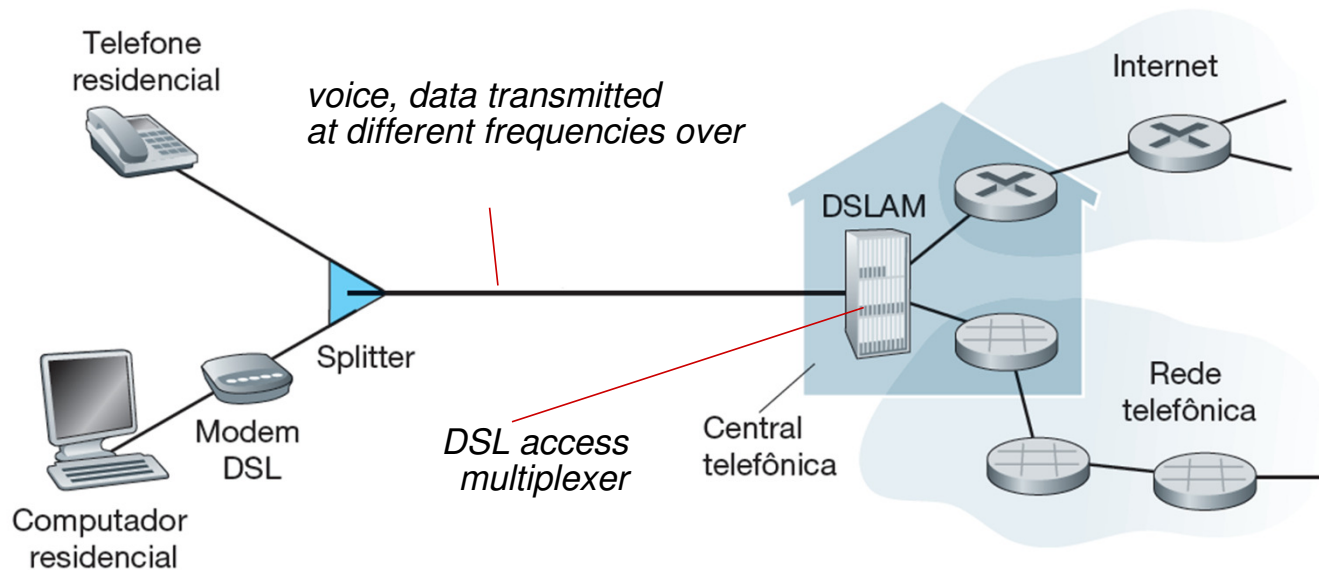 Telefone
residencial
voice, data transmitted
at different frequencies over
Internet
DSLAM
Splitter
Modem
DSL
Computador
residencial
DSL access
multiplexer
Central
telefônica
Rede
telefônica